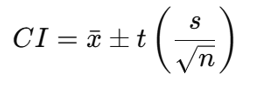 CI = x̄ ± t (s / √n)